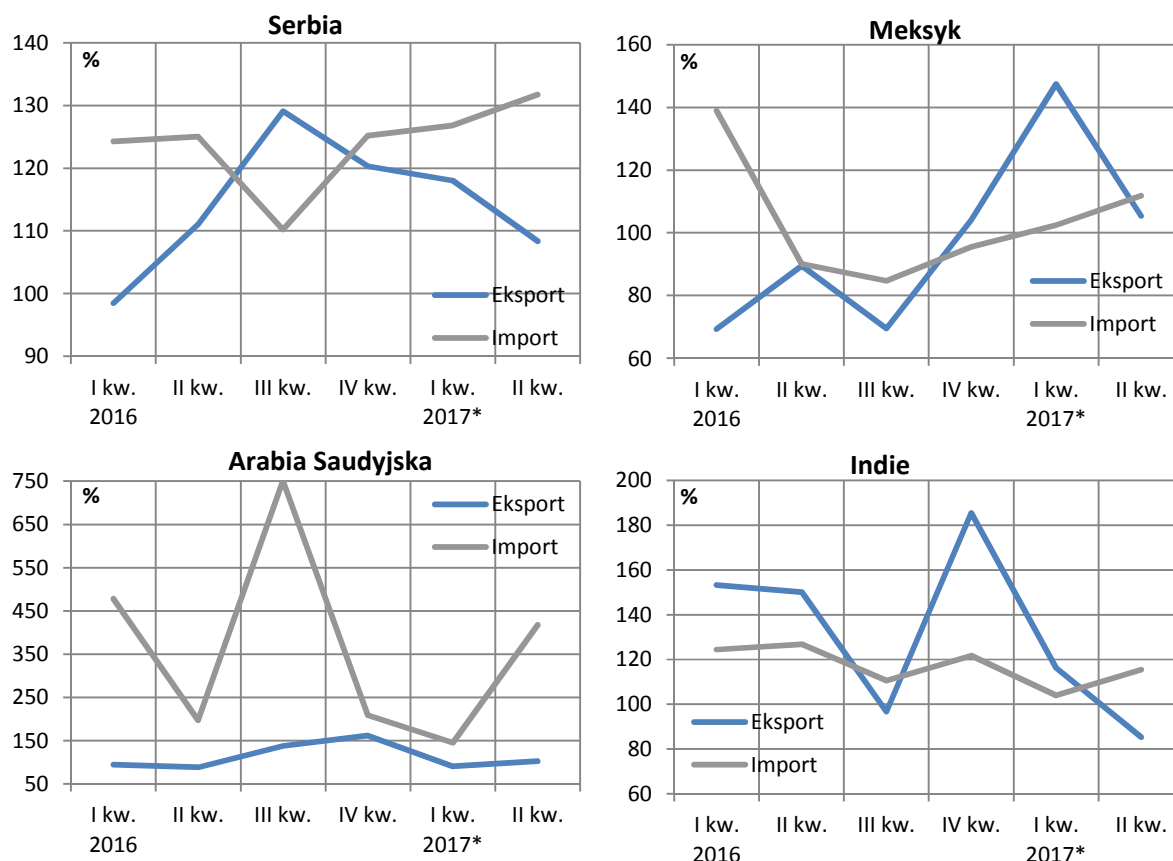 Serbia
%
140
130
120
110
100
90
Eksport
Import
I kw. II kw. III kw. IV kw. I kw. II kw.
2016 2017*
Meksyk
%
160
140
120
100
80
60
Eksport
Import
I kw. II kw. III kw. IV kw. I kw. II kw.
2016 2017*
Arabia Saudyjska
%
750
650
550
450
350
250
150
50
Eksport
Import
I kw. II kw. III kw. IV kw. I kw. II kw.
2016 2017*
Indie
%
200
180
160
140
120
100
80
60
Eksport
Import
I kw. II kw. III kw. IV kw. I kw. II kw.
2016 2017*